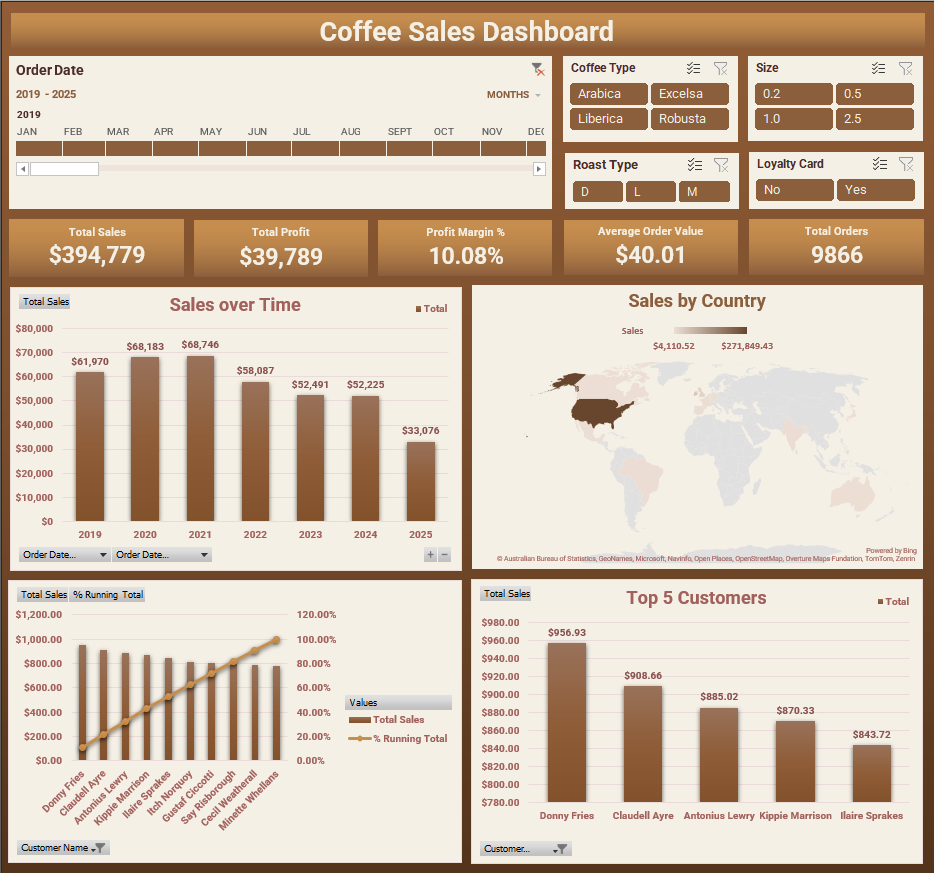 Coffee Sales Dashboard
Order Date
2019 - 2025
MONTHS
2019
JAN FEB MAR APR MAY JUN JUL AUG SEPT OCT NOV DEC
Coffee Type
Arabica Excelsa
Liberica Robusta
Size
0.2 0.5
1.0 2.5
Roast Type
D L M
Loyalty Card
No Yes
Total Sales
$394,779
Total Profit
$39,789
Profit Margin %
10.08%
Average Order Value
$40.01
Total Orders
9866
Total Sales
Sales over Time
Total
$80,000
$70,000
$60,000
$50,000
$40,000
$30,000
$20,000
$10,000
$0
$61,970 $68,183 $68,746 $58,087 $52,491 $52,225 $33,076
2019 2020 2021 2022 2023 2024 2025
Order Date... Order Date...
+ −
Sales by Country
Sales
$4,110.52 $271,849.43
Powered by Bing
© Australian Bureau of Statistics, GeoNames, Microsoft, Navinfo, Open Places, OpenStreetMap, Overture Maps Fundation, TomTom, Zenrin
Total Sales % Running Total
$1,200.00
$1,000.00
$800.00
$600.00
$400.00
$200.00
$0.00
120.00%
100.00%
80.00%
60.00%
40.00%
20.00%
0.00%
Values
Total Sales
% Running Total
Donny Fries
Claudell Ayre
Antonius Lewry
Kippie Marrison
Ilaire Sprakes
Itch Norquoy
Gustaf Ciccotti
Say Risborough
Cecil Weatherall
Minette Whellans
Customer Name
Total Sales
Top 5 Customers
Total
$980.00
$960.00
$940.00
$920.00
$900.00
$880.00
$860.00
$840.00
$820.00
$800.00
$780.00
$956.93 $908.66 $885.02 $870.33 $843.72
Donny Fries Claudell Ayre Antonius Lewry Kippie Marrison Ilaire Sprakes
Customer...